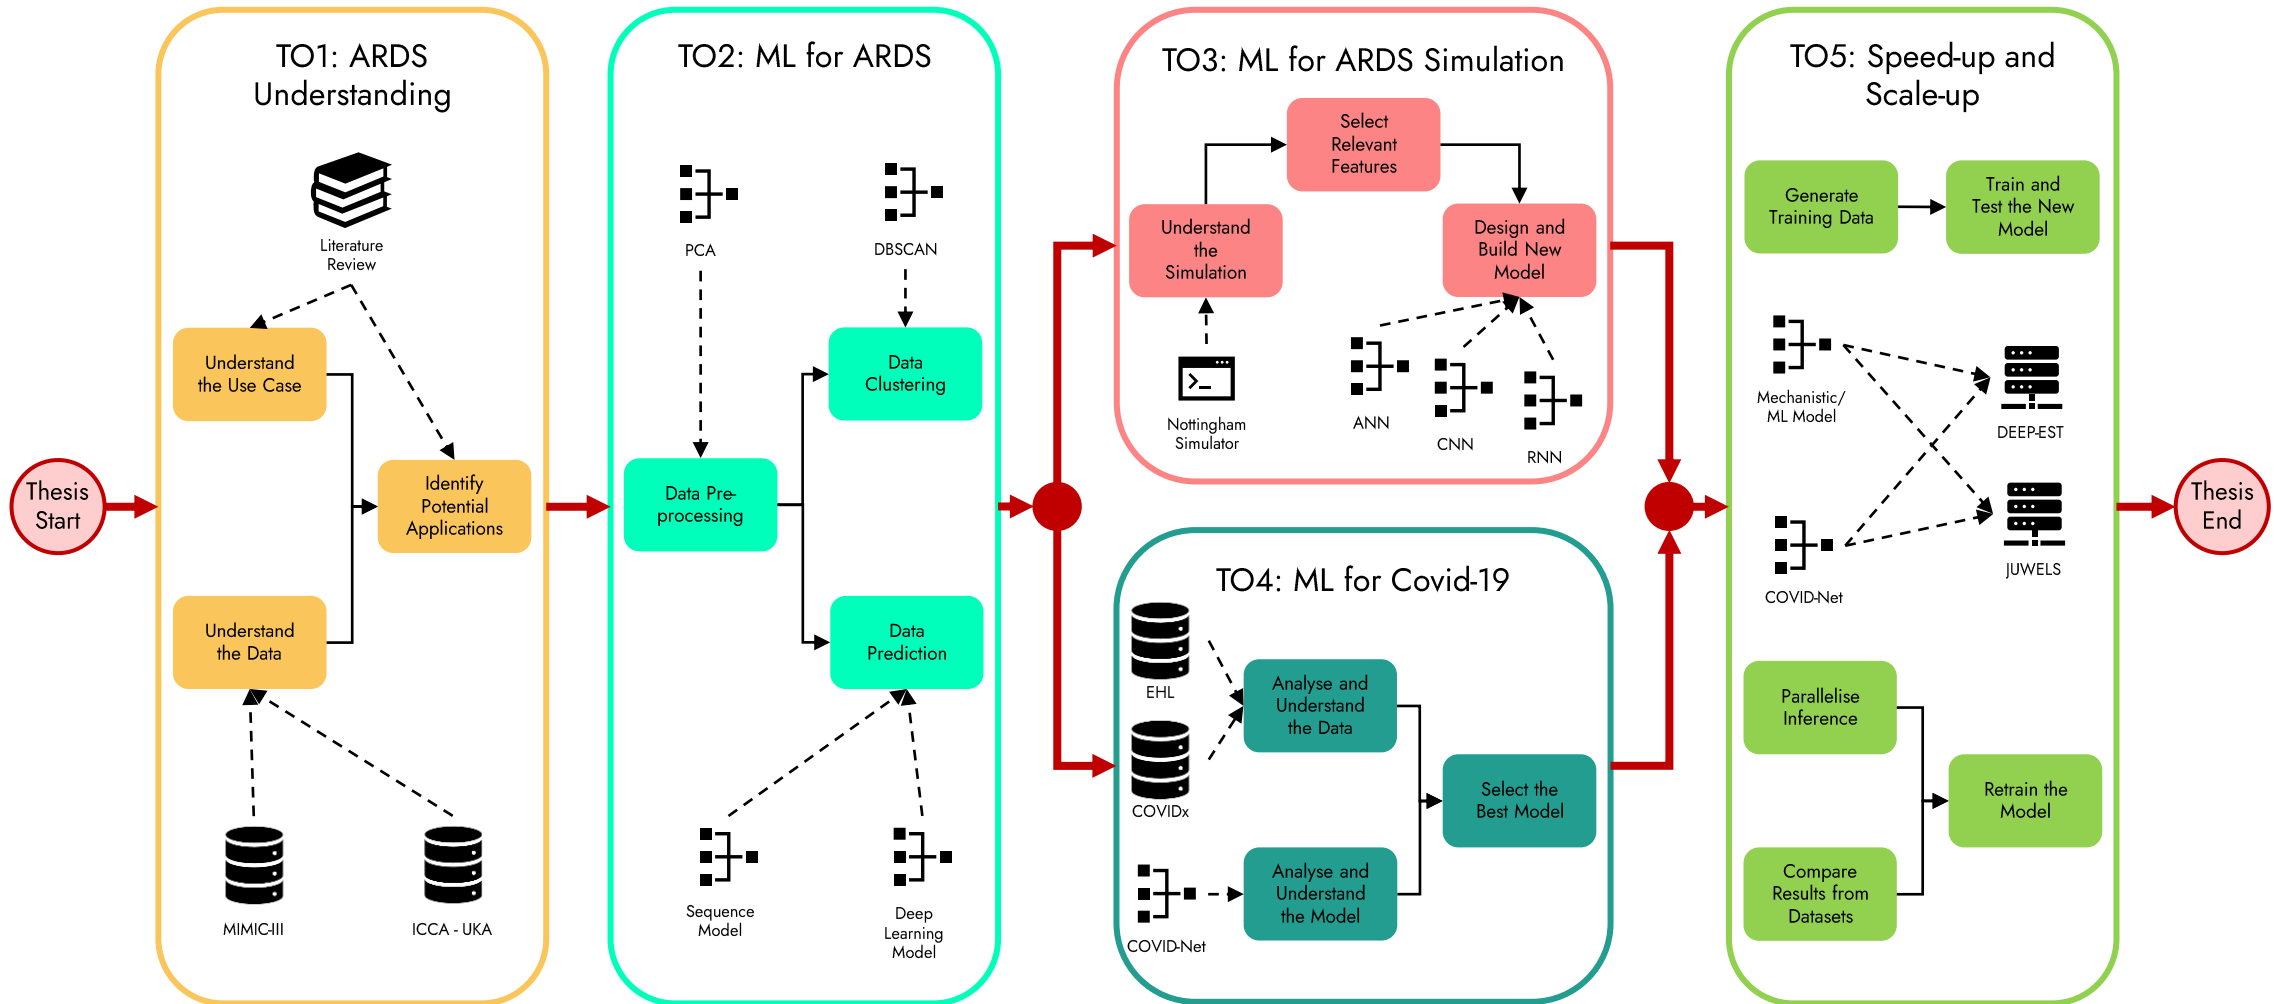 Thesis
Start
TO1: ARDS
Understanding
Literature
Review
Understand
the Use Case
Identify
Potential
Applications
Understand
the Data
MIMIC-III
ICCA - UKA
TO2: ML for ARDS
PCA
DBSCAN
Data
Clustering
Data Pre-
processing
Data
Prediction
Sequence
Model
Deep
Learning
Model
TO3: ML for ARDS Simulation
Select
Relevant
Features
Understand
the
Simulation
Design and
Build New
Model
Nottingham
Simulator
ANN
CNN
RNN
TO4: ML for Covid-19
EHL
Analyse and
Understand
the Data
COVIDx
Select the
Best Model
Analyse and
Understand
the Model
COVID-Net
TO5: Speed-up and
Scale-up
Generate
Training Data
Train and
Test the New
Model
Mechanistic/
ML Model
DEEP-EST
JUWELS
COVID-Net
Parallelise
Inference
Retrain the
Model
Compare
Results from
Datasets
Thesis
End